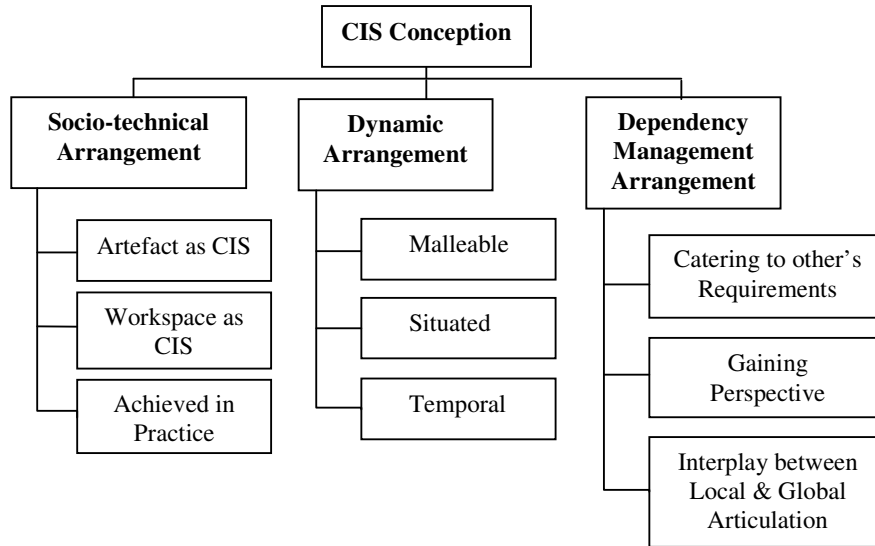 CIS Conception
Socio-technical
Arrangement
Artefact as CIS
Workspace as
CIS
Achieved in
Practice
Dynamic
Arrangement
Malleable
Situated
Temporal
Dependency
Management
Arrangement
Catering to other's
Requirements
Gaining
Perspective
Interplay between
Local & Global
Articulation